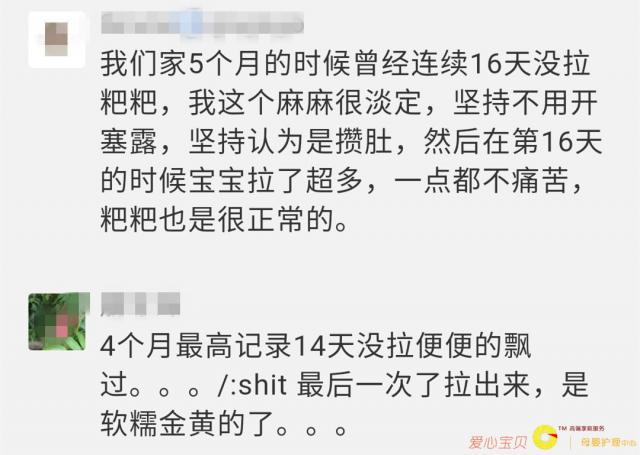 我们家5个月的时候曾经连续16天没拉
粑粑，我这个麻麻很淡定，坚持不用开
塞露，坚持认为是攒肚，然后在第16天
的时候宝宝拉了超多，一点都不痛苦，
粑粑也是很正常的。
4个月最高记录14天没拉便便的飘
过。。。/:shit 最后一次了拉出来，是
软糯金黄的了。。。
爱心宝贝
TM 高端家庭服务
母婴护理中心